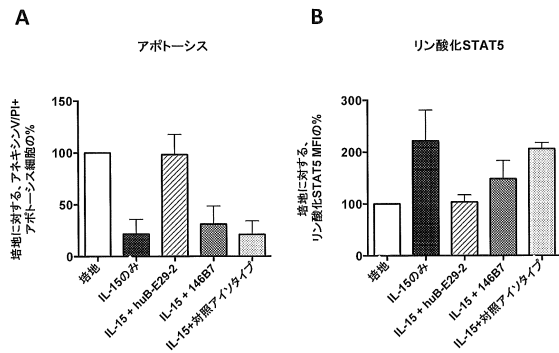 A
アポトーシス
培地に対する、アネキシンV/PI+
アポトーシス細胞の%
150
100
50
0
培地
IL-15のみ
IL-15 + huB-E29-2
IL-15 + 146B7
IL-15+対照アイソタイプ
B
リン酸化STAT5
培地に対する、
リン酸化STAT5 MFIの%
300
200
100
0
培地
IL-15のみ
IL-15 + huB-E29-2
IL-15 + 146B7
IL-15+対照アイソタイプ